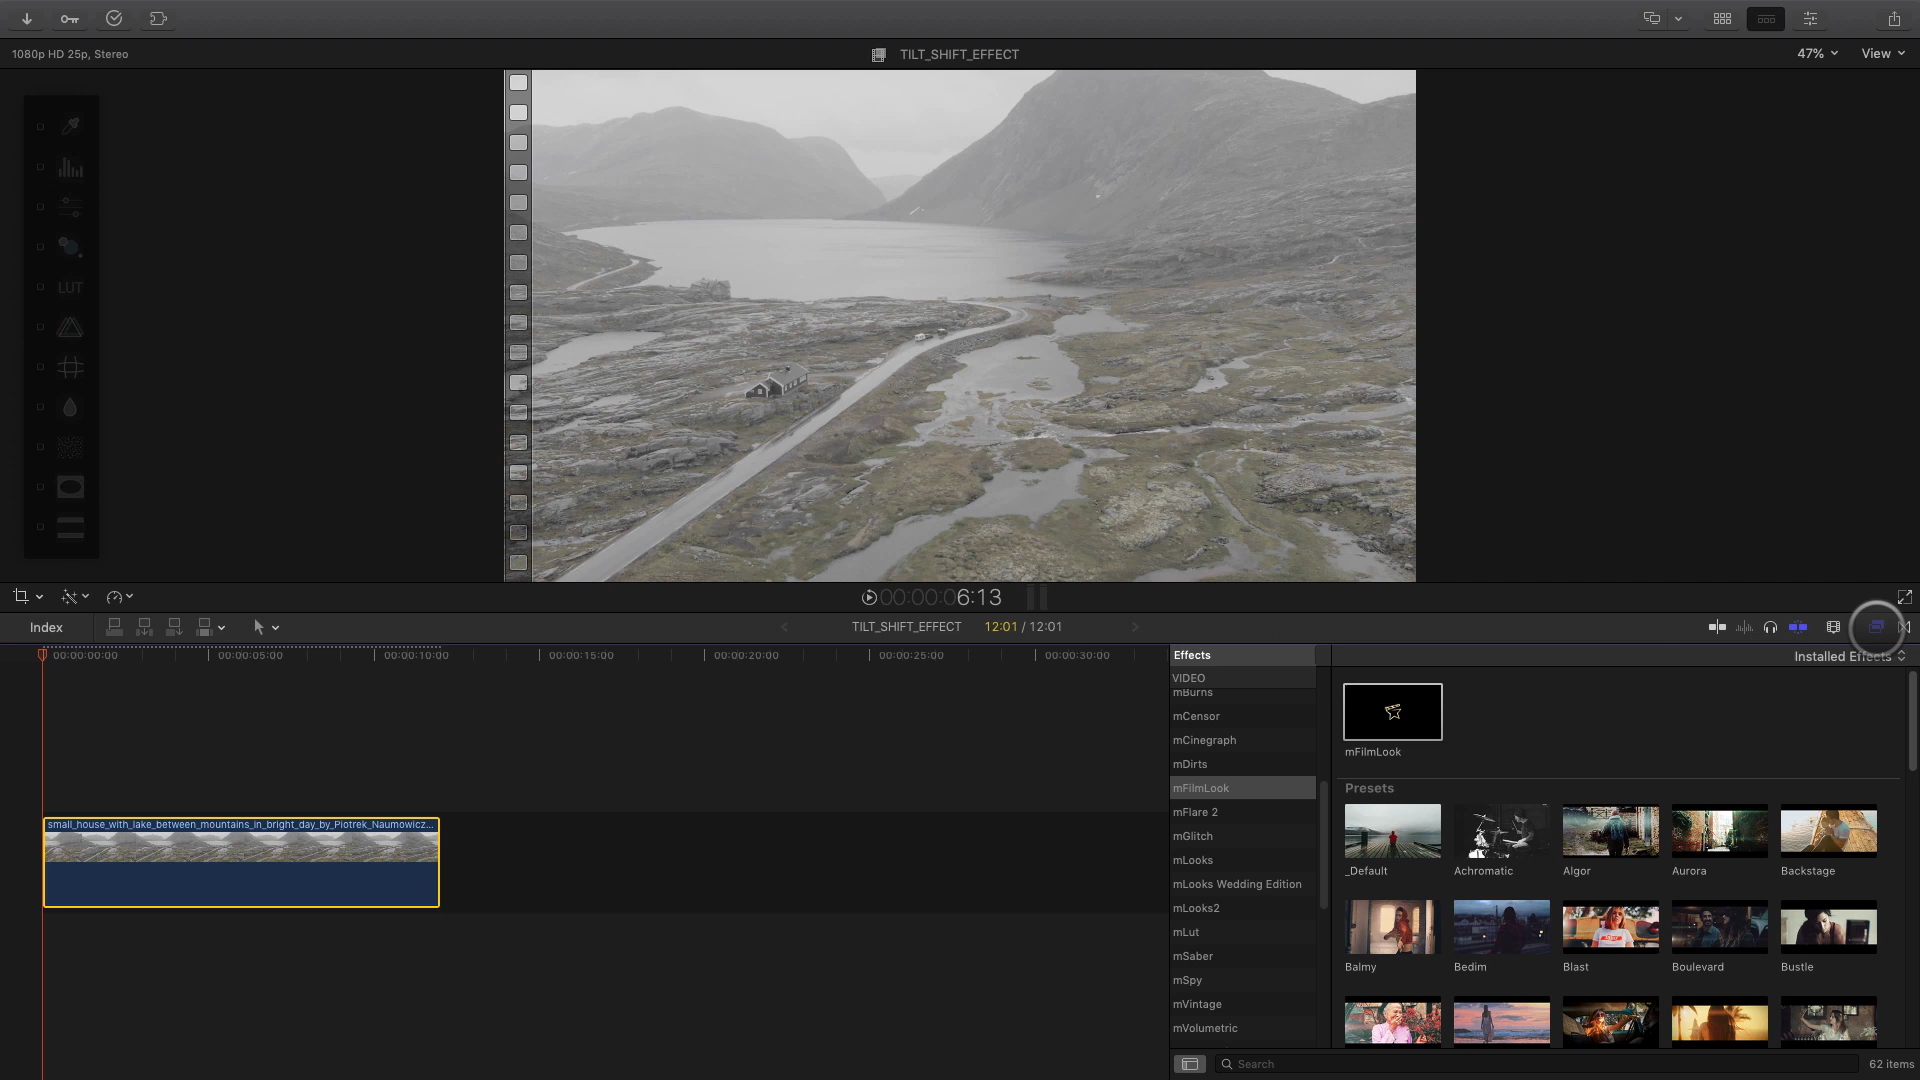 1080p HD 25p, Stereo
TILT_SHIFT_EFFECT
47%
View
LUT
00:00:06:13
Index
TILT_SHIFT_EFFECT
12:01 / 12:01
00:00:00:00
00:00:05:00
00:00:10:00
00:00:15:00
00:00:20:00
00:00:25:00
00:00:30:00
small_house_with_lake_between_mountains_in_bright_day_by_Piotrek_Naumowicz...
Effects
Installed Effects
VIDEO
mBurns
mCensor
mCinegraph
mDirts
mFilmLook
mFlare 2
mGlitch
mLooks
mLooks Wedding Edition
mLooks2
mLut
mSaber
mSpy
mVintage
mVolumetric
mFilmLook
Presets
_Default
Achromatic
Algor
Aurora
Backstage
Balmy
Bedim
Blast
Boulevard
Bustle
Search
62 items